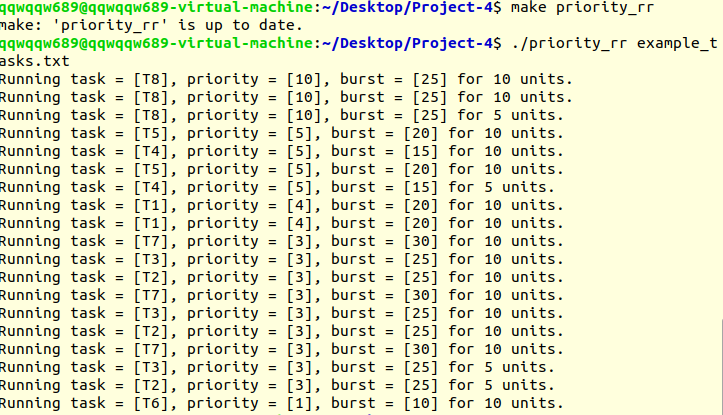 qqwqqw689@qqwqqw689-virtual-machine:~/Desktop/Project-4$ make priority_rr
make: 'priority_rr' is up to date.
qqwqqw689@qqwqqw689-virtual-machine:~/Desktop/Project-4$ ./priority_rr example_t
asks.txt
Running task = [T8], priority = [10], burst = [25] for 10 units.
Running task = [T8], priority = [10], burst = [25] for 10 units.
Running task = [T8], priority = [10], burst = [25] for 5 units.
Running task = [T5], priority = [5], burst = [20] for 10 units.
Running task = [T4], priority = [5], burst = [15] for 10 units.
Running task = [T5], priority = [5], burst = [20] for 10 units.
Running task = [T4], priority = [5], burst = [15] for 5 units.
Running task = [T1], priority = [4], burst = [20] for 10 units.
Running task = [T1], priority = [4], burst = [20] for 10 units.
Running task = [T7], priority = [3], burst = [30] for 10 units.
Running task = [T3], priority = [3], burst = [25] for 10 units.
Running task = [T2], priority = [3], burst = [25] for 10 units.
Running task = [T7], priority = [3], burst = [30] for 10 units.
Running task = [T3], priority = [3], burst = [25] for 10 units.
Running task = [T2], priority = [3], burst = [25] for 10 units.
Running task = [T7], priority = [3], burst = [30] for 10 units.
Running task = [T3], priority = [3], burst = [25] for 5 units.
Running task = [T2], priority = [3], burst = [25] for 5 units.
Running task = [T6], priority = [1], burst = [10] for 10 units.